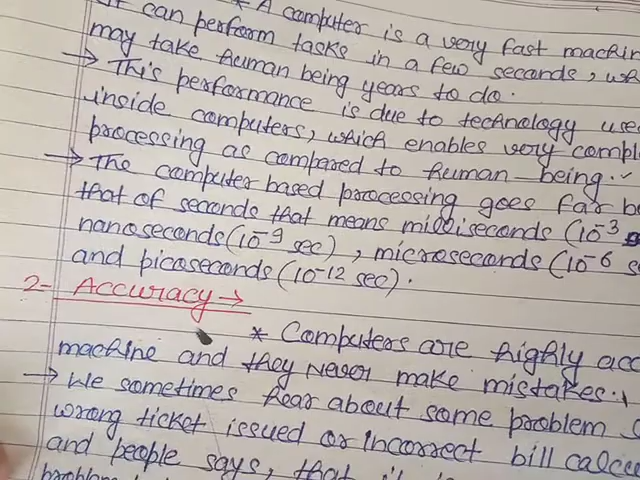 It can perform tasks in a few seconds, wh
* A computer is a very fast machin
may take human being years to do.
→ This performance is due to technology use
inside computers, which enables very compl
processing as compared to human being.
→ The computer based processing goes far be
that of seconds that means milliseconds (10-3 s
nanoseconds (10-9 sec), microseconds (10-6 s
and picoseconds (10-12 sec).
2- Accuracy →
* Computers are highly acc
machine and they never make mistakes.
→ We sometimes hear about some problem
wrong ticket issued or incorrect bill calcu
and people says, that
problem